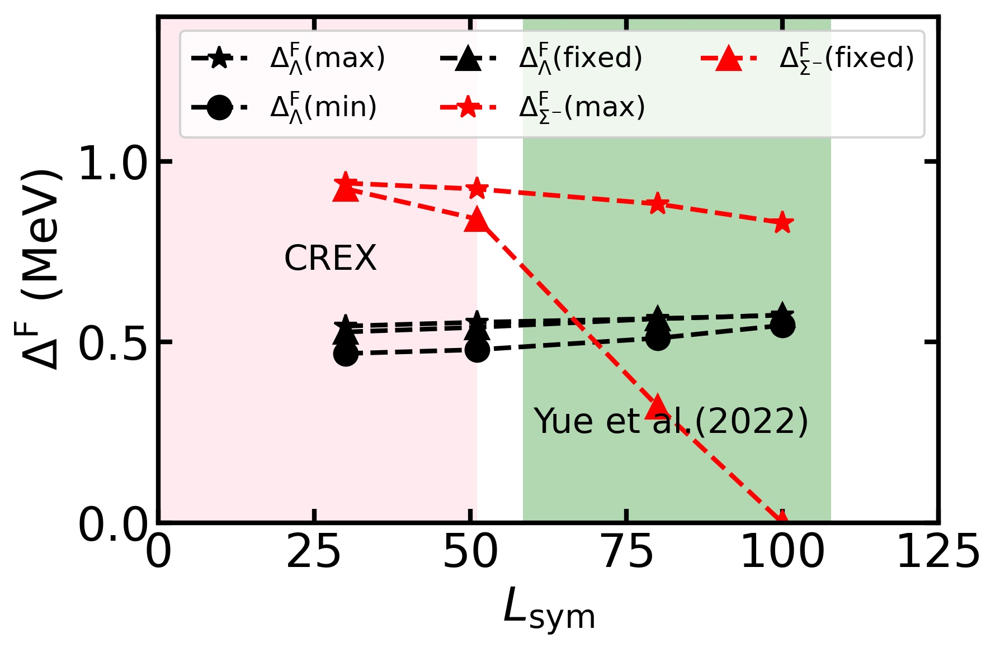 Δ^F_Λ(max)
Δ^F_Λ(min)
Δ^F_Λ(fixed)
Δ^F_Σ⁻(max)
Δ^F_Σ⁻(fixed)
Δ^F (MeV)
1.0
0.5
0.0
CREX
Yue et al.(2022)
0 25 50 75 100 125
L_sym